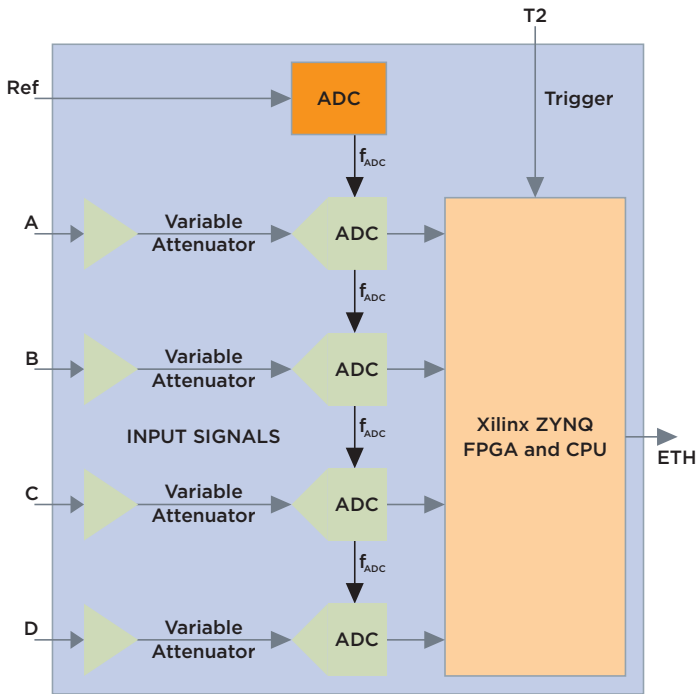 T2
Ref
ADC
Trigger
fADC
A
Variable
Attenuator
ADC
fADC
B
Variable
Attenuator
ADC
INPUT SIGNALS
fADC
Xilinx ZYNQ
FPGA and CPU
ETH
C
Variable
Attenuator
ADC
fADC
D
Variable
Attenuator
ADC